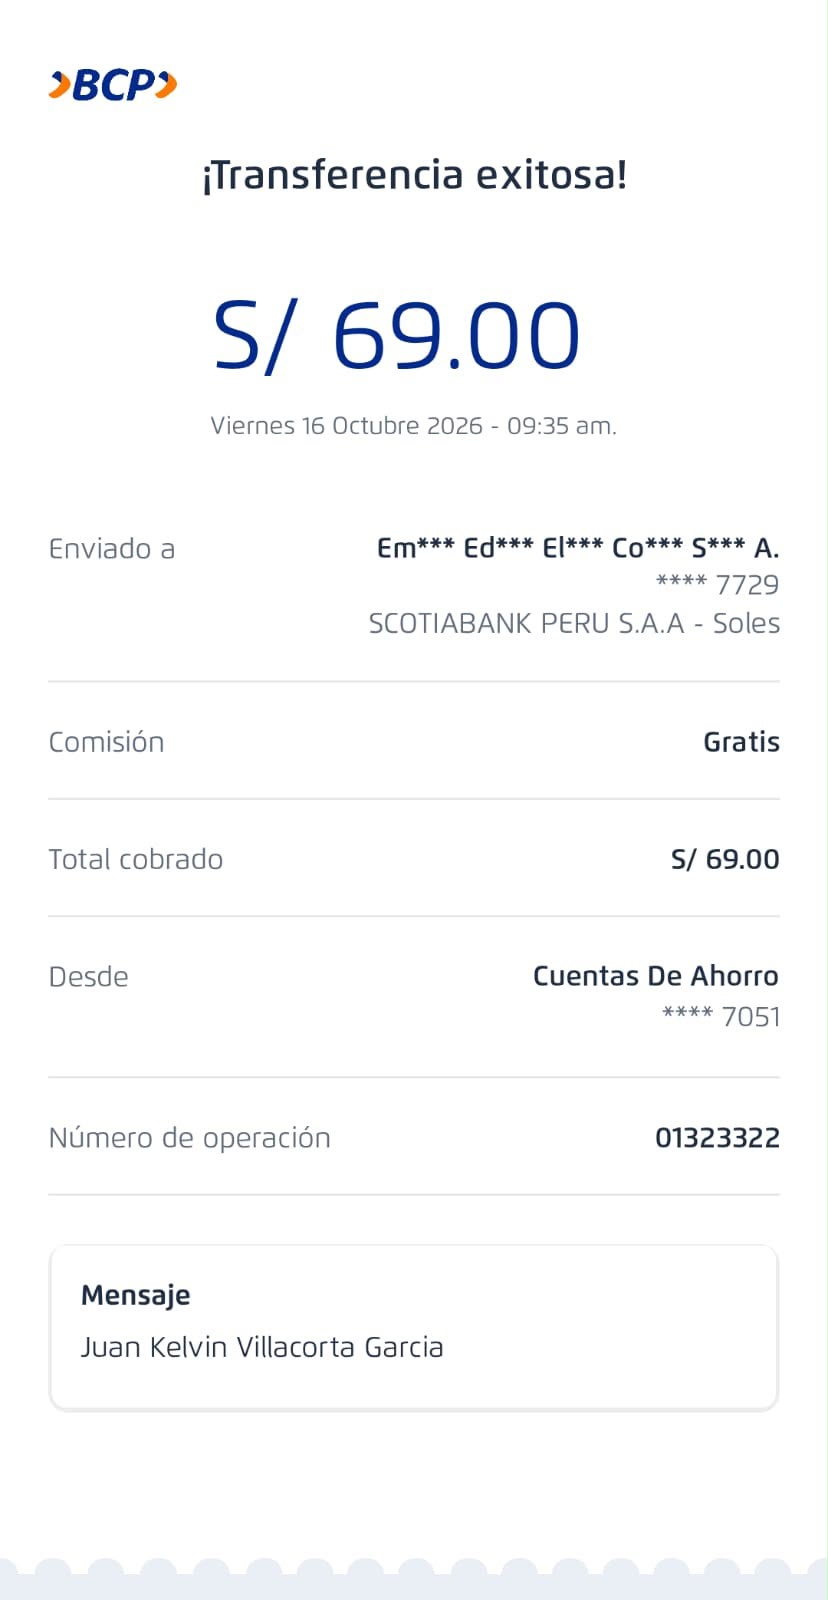 BCP
¡Transferencia exitosa!
S/ 69.00
Viernes 16 Octubre 2026 - 09:35 am.
Enviado a
Em*** Ed*** El*** Co*** S*** A.
**** 7729
SCOTIABANK PERU S.A.A - Soles
Comisión
Gratis
Total cobrado
S/ 69.00
Desde
Cuentas De Ahorro
**** 7051
Número de operación
01323322
Mensaje
Juan Kelvin Villacorta Garcia